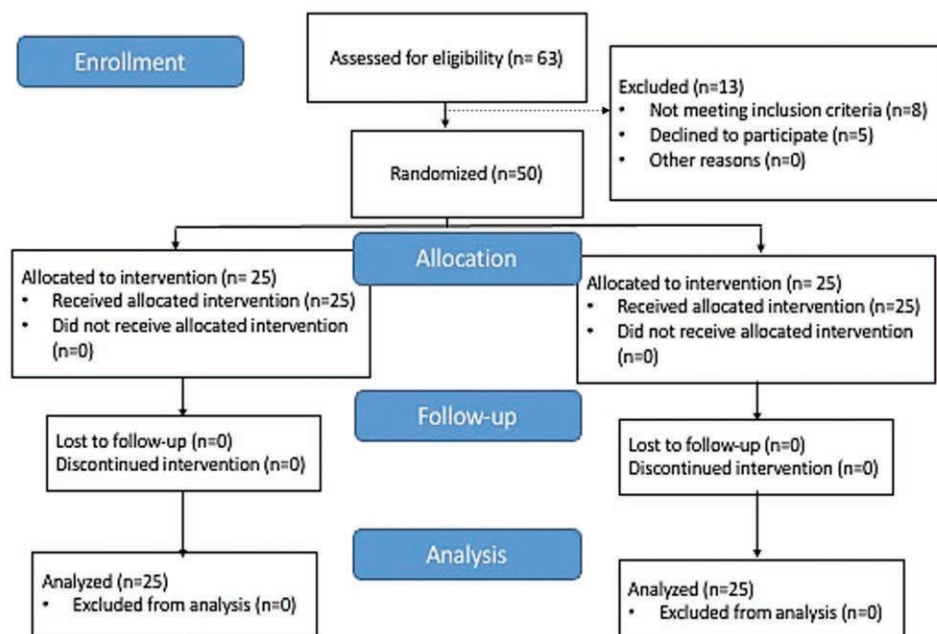 Enrollment
Assessed for eligibility (n= 63)
Excluded (n=13)
• Not meeting inclusion criteria (n=8)
• Declined to participate (n=5)
• Other reasons (n=0)
Randomized (n=50)
Allocation
Allocated to intervention (n= 25)
• Received allocated intervention (n=25)
• Did not receive allocated intervention
(n=0)
Allocated to intervention (n= 25)
• Received allocated intervention (n=25)
• Did not receive allocated intervention
(n=0)
Follow-up
Lost to follow-up (n=0)
Discontinued intervention (n=0)
Lost to follow-up (n=0)
Discontinued intervention (n=0)
Analysis
Analyzed (n=25)
• Excluded from analysis (n=0)
Analyzed (n=25)
• Excluded from analysis (n=0)